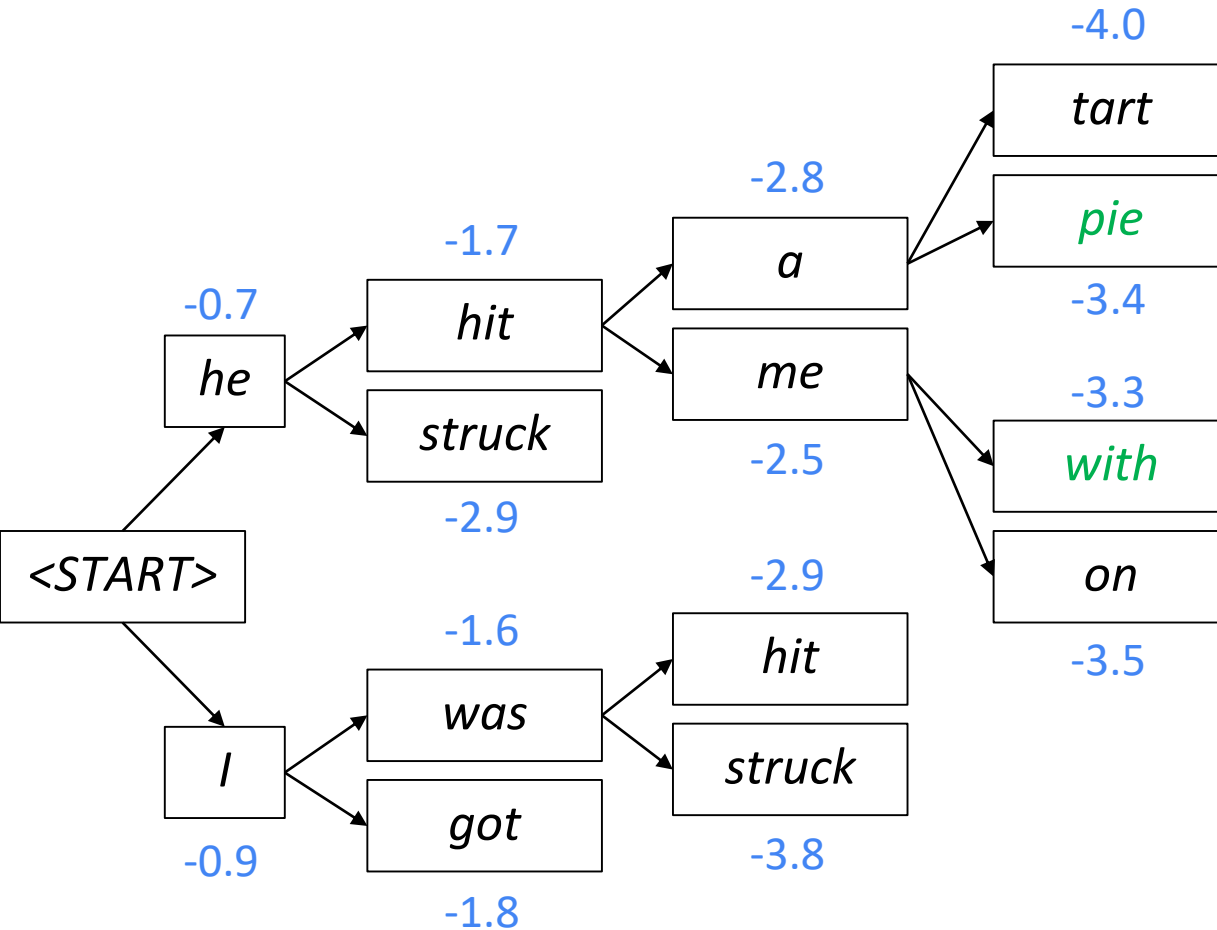 -4.0
tart
-2.8
pie
-1.7
a
-3.4
-0.7
hit
he
me
-3.3
struck
-2.5
with
-2.9
<START>
-2.9
on
-1.6
hit
-3.5
was
I
struck
got
-0.9
-3.8
-1.8